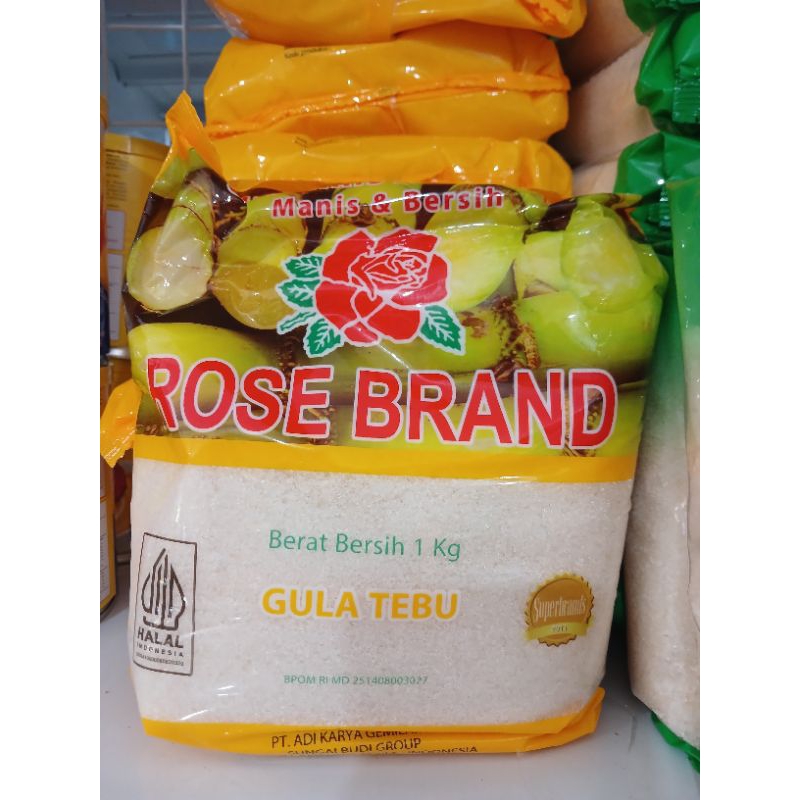 Manis & Bersih
ROSE BRAND
Berat Bersih 1 Kg
GULA TEBU
HALAL
INDONESIA
Superbrands
BPOM RI MD 251408003027
PT. ADI KARYA
SUNGAI BUDI GROUP
INDONESIA